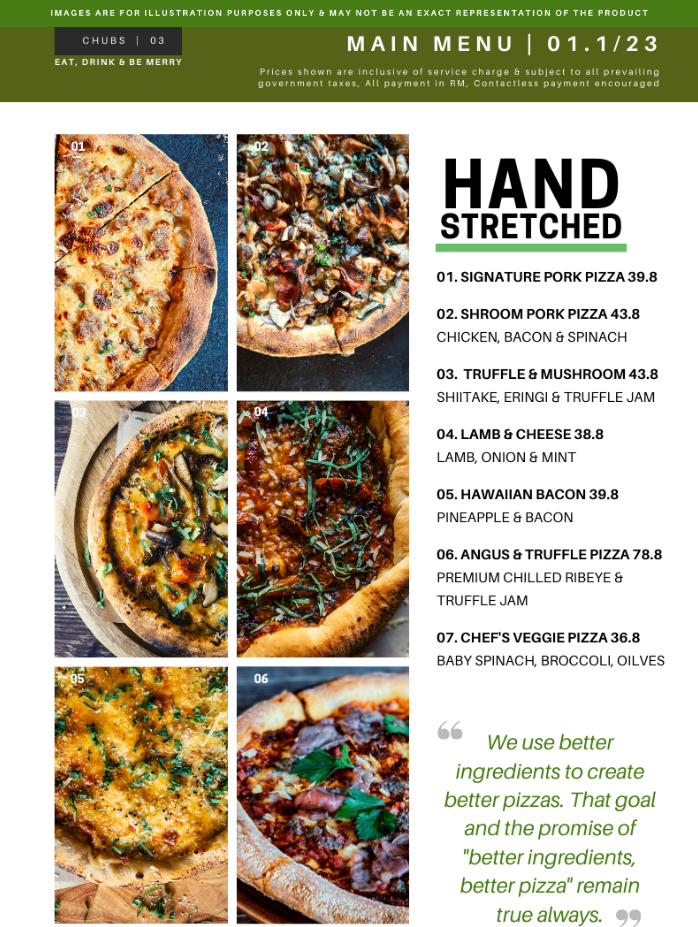 IMAGES ARE FOR ILLUSTRATION PURPOSES ONLY & MAY NOT BE AN EXACT REPRESENTATION OF THE PRODUCT
CHUBS | 03
EAT, DRINK & BE MERRY
MAIN MENU | 01.1/23
Prices shown are inclusive of service charge & subject to all prevailing
government taxes, All payment in RM, Contactless payment encouraged
01
02
03
04
05
06
HAND
STRETCHED
01. SIGNATURE PORK PIZZA 39.8
02. SHROOM PORK PIZZA 43.8
CHICKEN, BACON & SPINACH
03. TRUFFLE & MUSHROOM 43.8
SHIITAKE, ERINGI & TRUFFLE JAM
04. LAMB & CHEESE 38.8
LAMB, ONION & MINT
05. HAWAIIAN BACON 39.8
PINEAPPLE & BACON
06. ANGUS & TRUFFLE PIZZA 78.8
PREMIUM CHILLED RIBEYE &
TRUFFLE JAM
07. CHEF'S VEGGIE PIZZA 36.8
BABY SPINACH, BROCCOLI, OILVES
“ We use better
ingredients to create
better pizzas. That goal
and the promise of
"better ingredients,
better pizza" remain
true always. ”